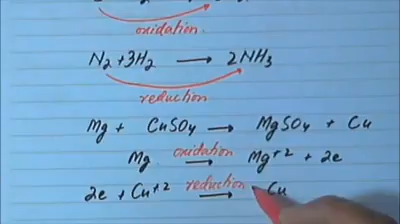 oxidation
N2 + 3H2 → 2NH3
reduction
Mg + CuSO4 → MgSO4 + Cu
Mg oxidation → Mg+2 + 2e
2e + Cu+2 reduction → Cu